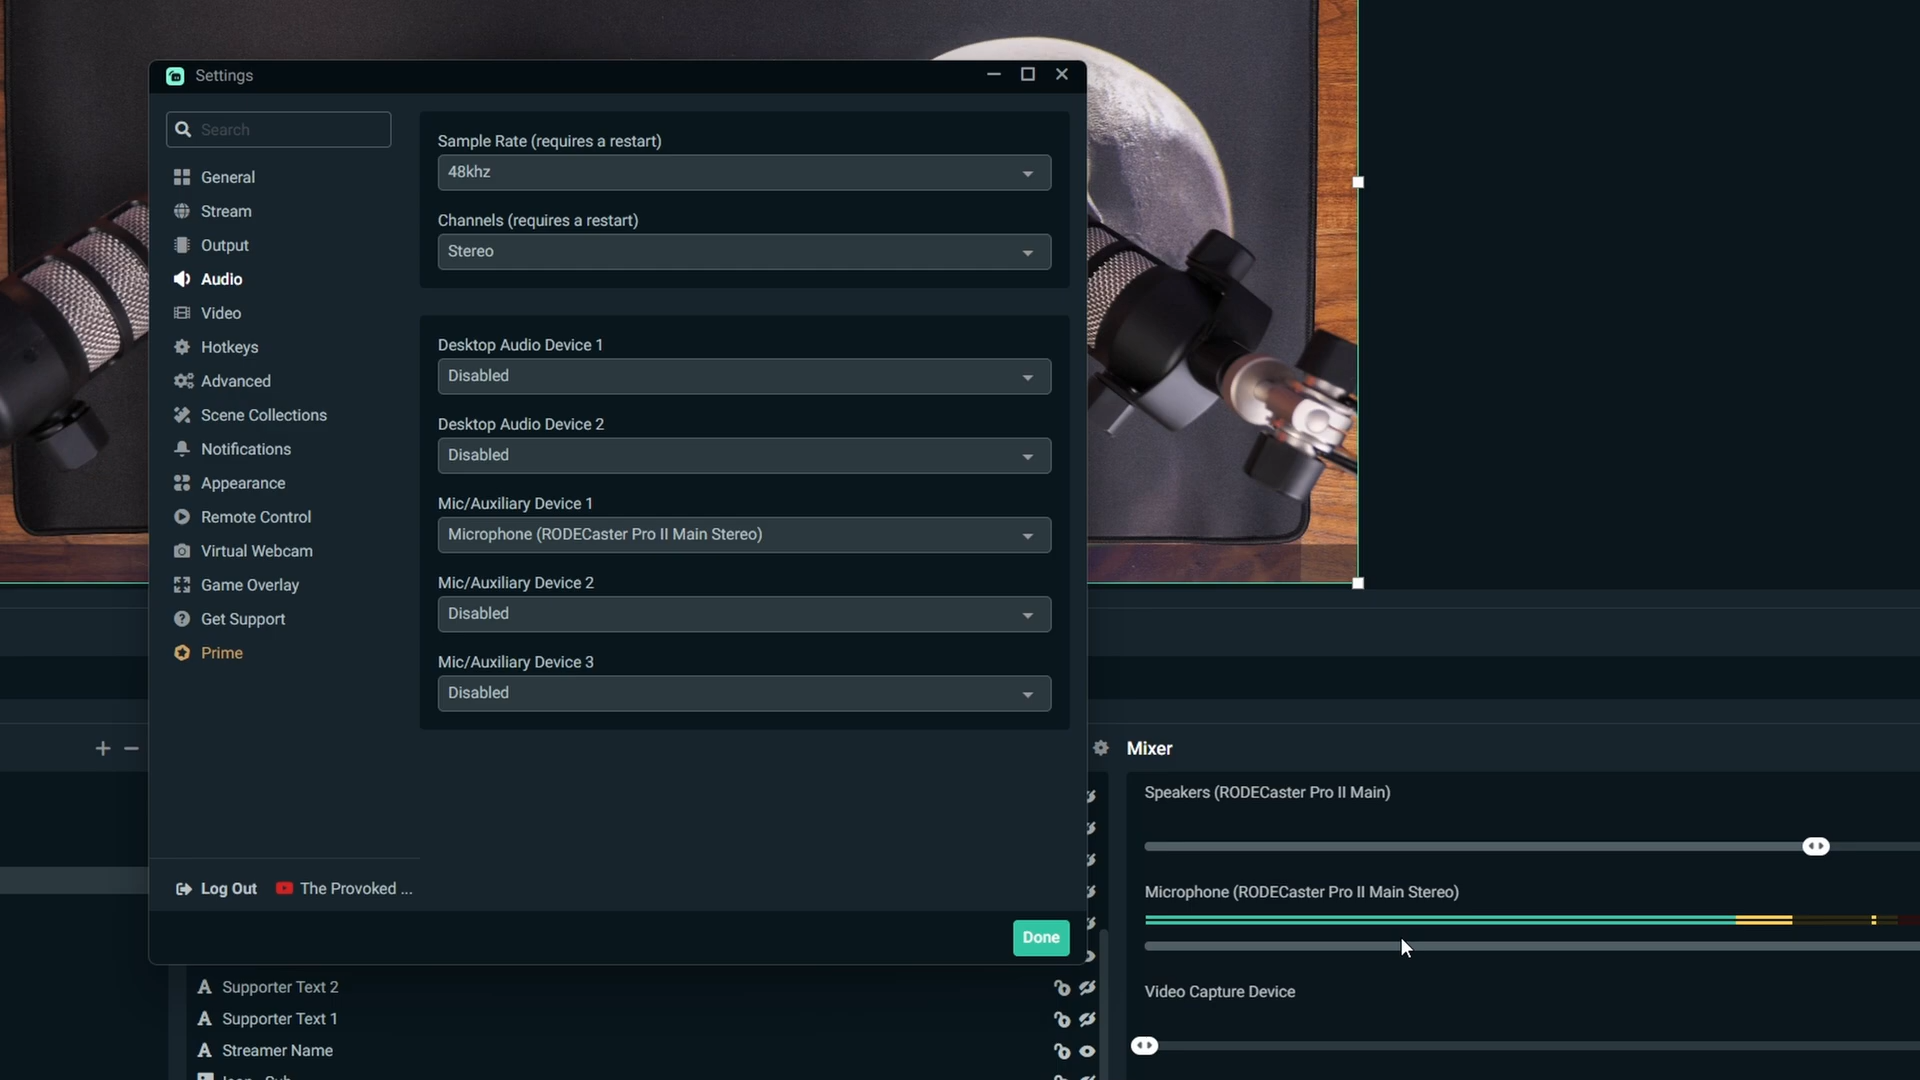 Settings
Search
General
Stream
Output
Audio
Video
Hotkeys
Advanced
Scene Collections
Notifications
Appearance
Remote Control
Virtual Webcam
Game Overlay
Get Support
Prime
Log Out
The Provoked ...
Sample Rate (requires a restart)
48khz
Channels (requires a restart)
Stereo
Desktop Audio Device 1
Disabled
Desktop Audio Device 2
Disabled
Mic/Auxiliary Device 1
Microphone (RODECaster Pro II Main Stereo)
Mic/Auxiliary Device 2
Disabled
Mic/Auxiliary Device 3
Disabled
Done
Supporter Text 2
Supporter Text 1
Streamer Name
Mixer
Speakers (RODECaster Pro II Main)
Microphone (RODECaster Pro II Main Stereo)
Video Capture Device